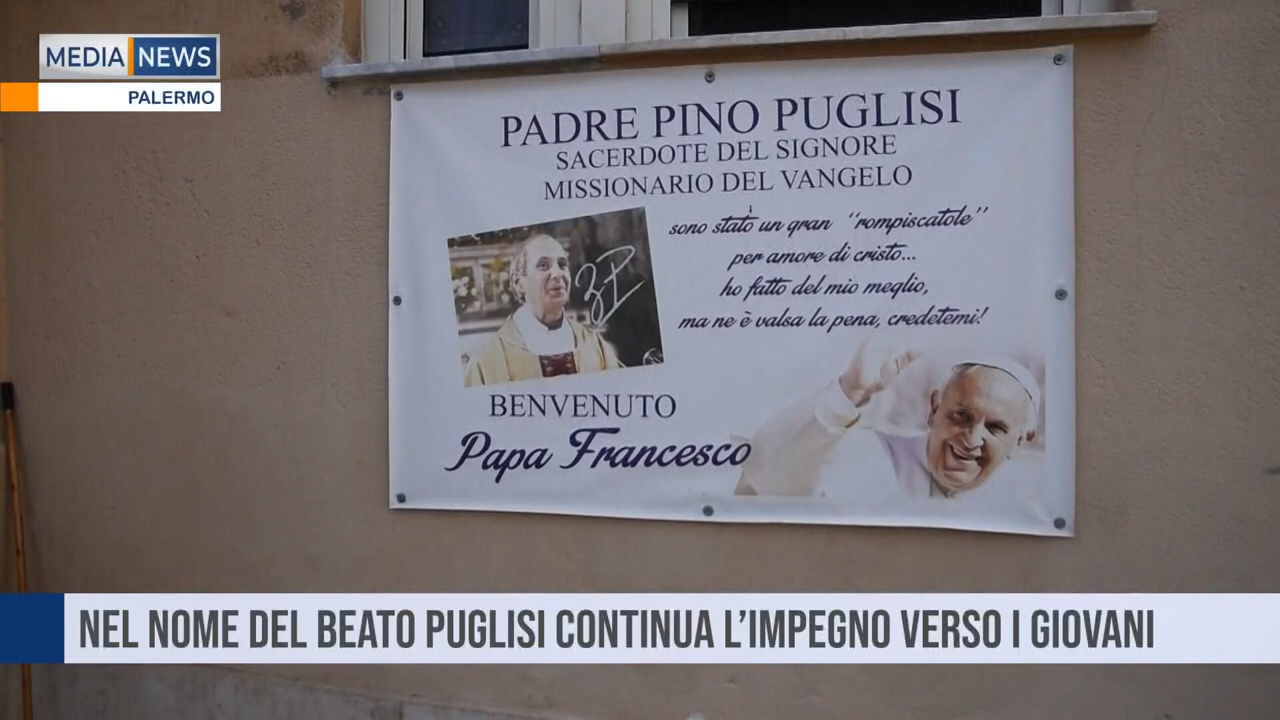 MEDIA NEWS
PALERMO
PADRE PINO PUGLISI
SACERDOTE DEL SIGNORE
MISSIONARIO DEL VANGELO
sono stato un gran “rompiscatole”
per amore di cristo...
ho fatto del mio meglio,
ma ne è valsa la pena, credetemi!
3P
BENVENUTO
Papa Francesco
NEL NOME DEL BEATO PUGLISI CONTINUA L’IMPEGNO VERSO I GIOVANI